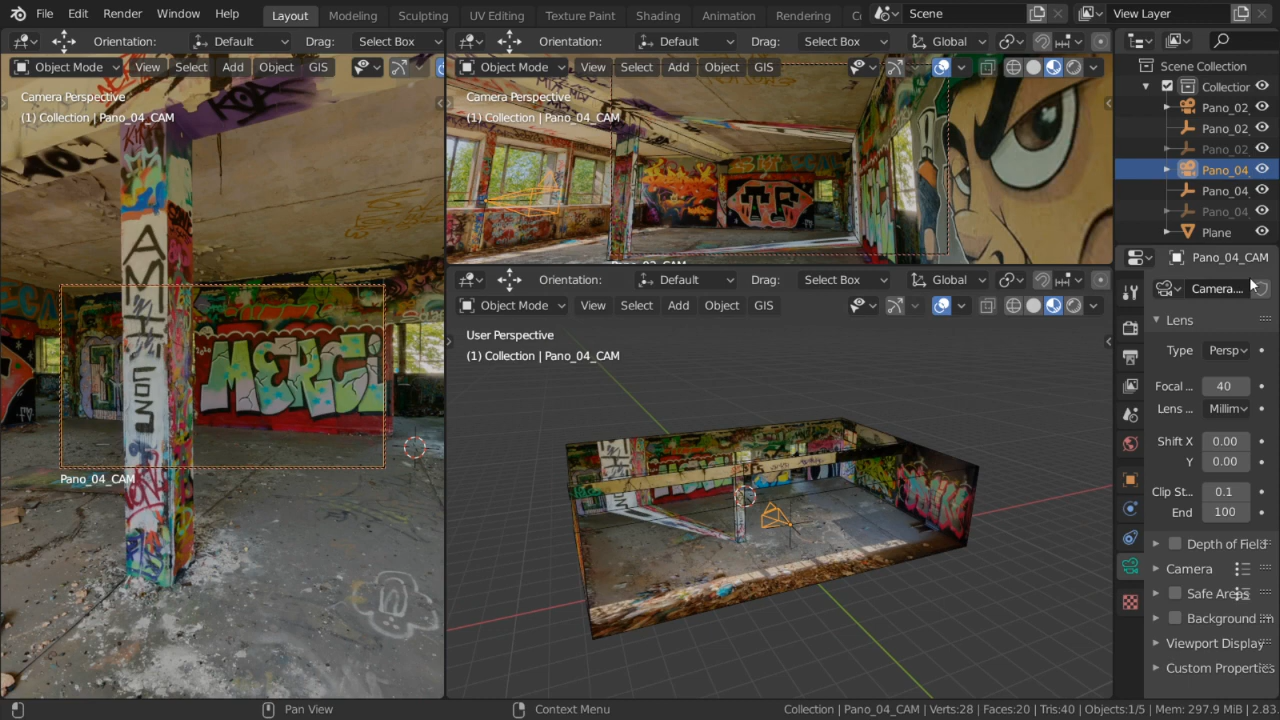 File Edit Render Window Help Layout Modeling Sculpting UV Editing Texture Paint Shading Animation Rendering Scene View Layer
Orientation: Default Drag: Select Box
Object Mode View Select Add Object GIS
Camera Perspective
(1) Collection | Pano_04_CAM
AMIE
MERCI
Pano_04_CAM
Orientation: Default Drag: Select Box Global
Object Mode View Select Add Object GIS
Camera Perspective
(1) Collection | Pano_04_CAM
TF
Orientation: Default Drag: Select Box Global
Object Mode View Select Add Object GIS
User Perspective
(1) Collection | Pano_04_CAM
Scene Collection
Collection
Pano_02
Pano_02
Pano_02
Pano_04
Pano_04
Pano_04
Plane
Pano_04_CAM
Camera...
Lens
Type Persp
Focal ... 40
Lens ... Millim
Shift X 0.00
Y 0.00
Clip St... 0.1
End 100
Depth of Field
Camera
Safe Areas
Background
Viewport Display
Custom Properties
Pan View Context Menu Collection | Pano_04_CAM | Verts:28 | Faces:20 | Tris:40 | Objects:1/5 | Mem: 297.9 MiB | 2.83